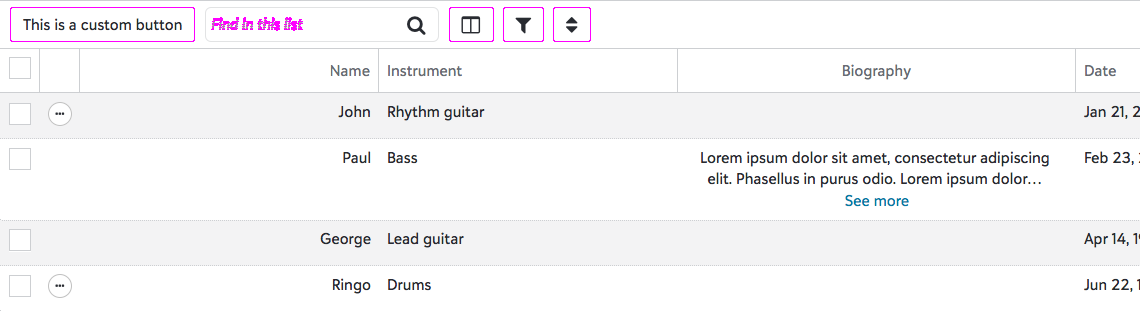 This is a custom button Find in this list
Name Instrument Biography Date
John Rhythm guitar Jan 21, 2
Paul Bass Lorem ipsum dolor sit amet, consectetur adipiscing Feb 23,
elit. Phasellus in purus odio. Lorem ipsum dolor…
See more
George Lead guitar Apr 14, 19
Ringo Drums Jun 22, 1